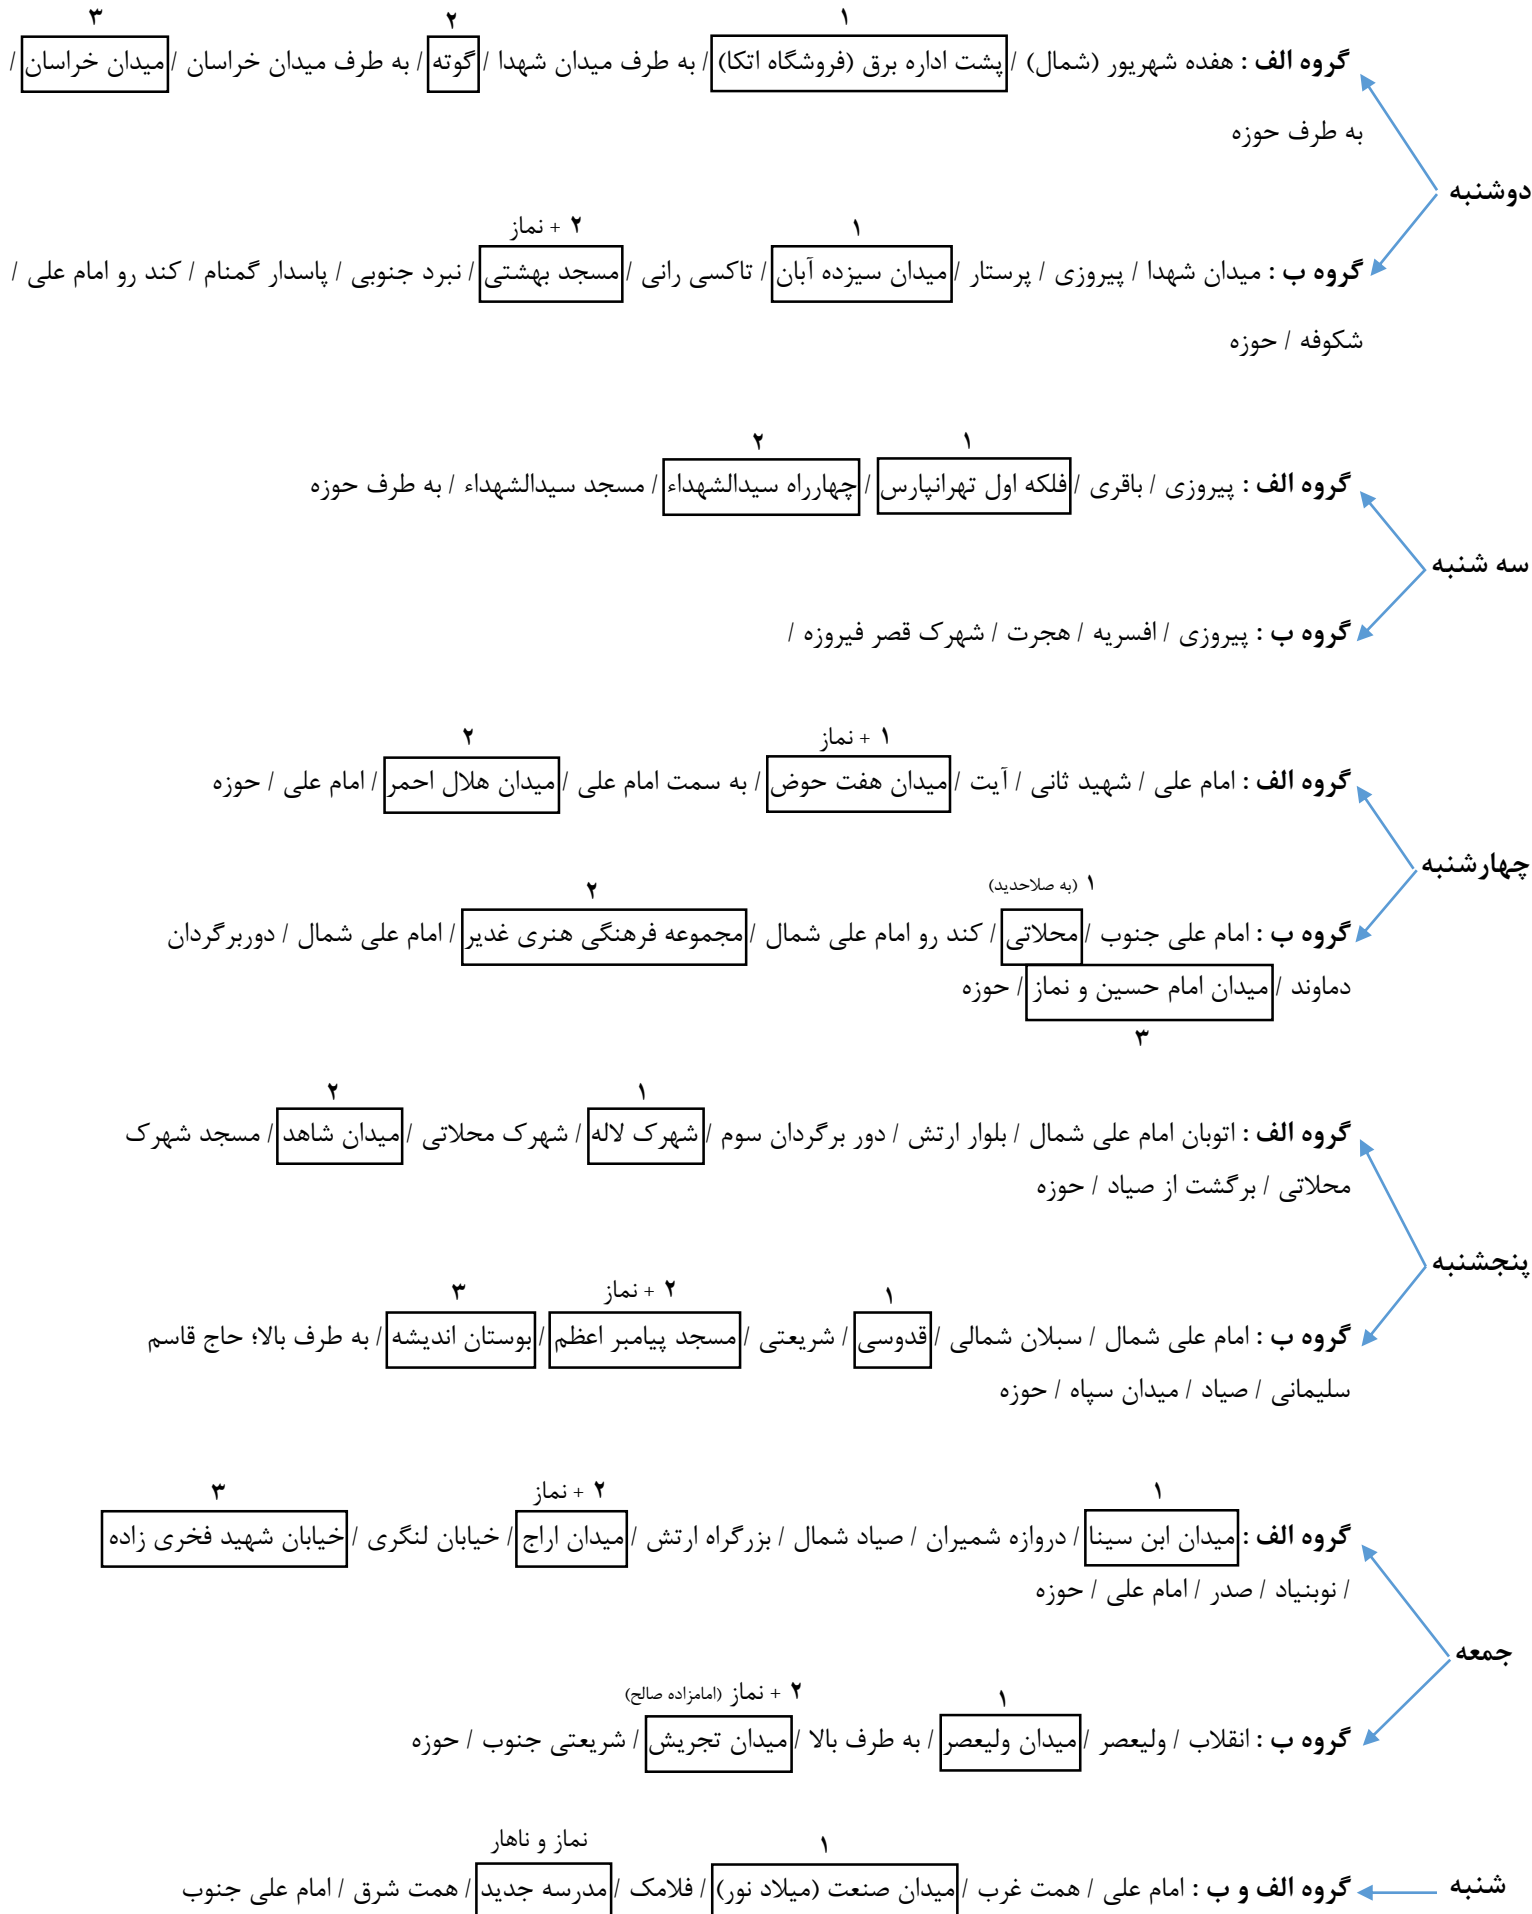 ۱ ۲ ۳
گروه الف : هفده شهریور (شمال) / پشت اداره برق (فروشگاه اتکا) / به طرف میدان شهدا / گوته / به طرف میدان خراسان / میدان خراسان /
به طرف حوزه
دوشنبه
۱ ۲ + نماز
گروه ب : میدان شهدا / پیروزی / پرستار / میدان سیزده آبان / تاکسی رانی / مسجد بهشتی / نبرد جنوبی / پاسدار گمنام / کند رو امام علی /
شکوفه / حوزه
۱ ۲
گروه الف : پیروزی / باقری / فلکه اول تهرانپارس / چهارراه سیدالشهداء / مسجد سیدالشهداء / به طرف حوزه
سه شنبه
گروه ب : پیروزی / افسریه / هجرت / شهرک قصر فیروزه /
۱ + نماز ۲
گروه الف : امام علی / شهید ثانی / آیت / میدان هفت حوض / به سمت امام علی / میدان هلال احمر / امام علی / حوزه
چهارشنبه
۱ (به صلاحدید) ۲
گروه ب : امام علی جنوب / محلاتی / کند رو امام علی شمال / مجموعه فرهنگی هنری غدیر / امام علی شمال / دوربرگردان
دماوند / میدان امام حسین و نماز / حوزه
۳
۱ ۲
گروه الف : اتوبان امام علی شمال / بلوار ارتش / دور برگردان سوم / شهرک لاله / شهرک محلاتی / میدان شاهد / مسجد شهرک
محلاتی / برگشت از صیاد / حوزه
پنجشنبه
۱ ۲ + نماز ۳
گروه ب : امام علی شمال / سبلان شمالی / قدوسی / شریعتی / مسجد پیامبر اعظم / بوستان اندیشه / به طرف بالا؛ حاج قاسم
سلیمانی / صیاد / میدان سپاه / حوزه
۱ ۲ + نماز ۳
گروه الف : میدان ابن سینا / دروازه شمیران / صیاد شمال / بزرگراه ارتش / میدان اراج / خیابان لنگری / خیابان شهید فخری زاده
/ نوبنیاد / صدر / امام علی / حوزه
جمعه
۱ ۲ + نماز (امامزاده صالح)
گروه ب : انقلاب / ولیعصر / میدان ولیعصر / به طرف بالا / میدان تجریش / شریعتی جنوب / حوزه
۱ نماز و ناهار
شنبه گروه الف و ب : امام علی / همت غرب / میدان صنعت (میلاد نور) / فلامک / مدرسه جدید / همت شرق / امام علی جنوب